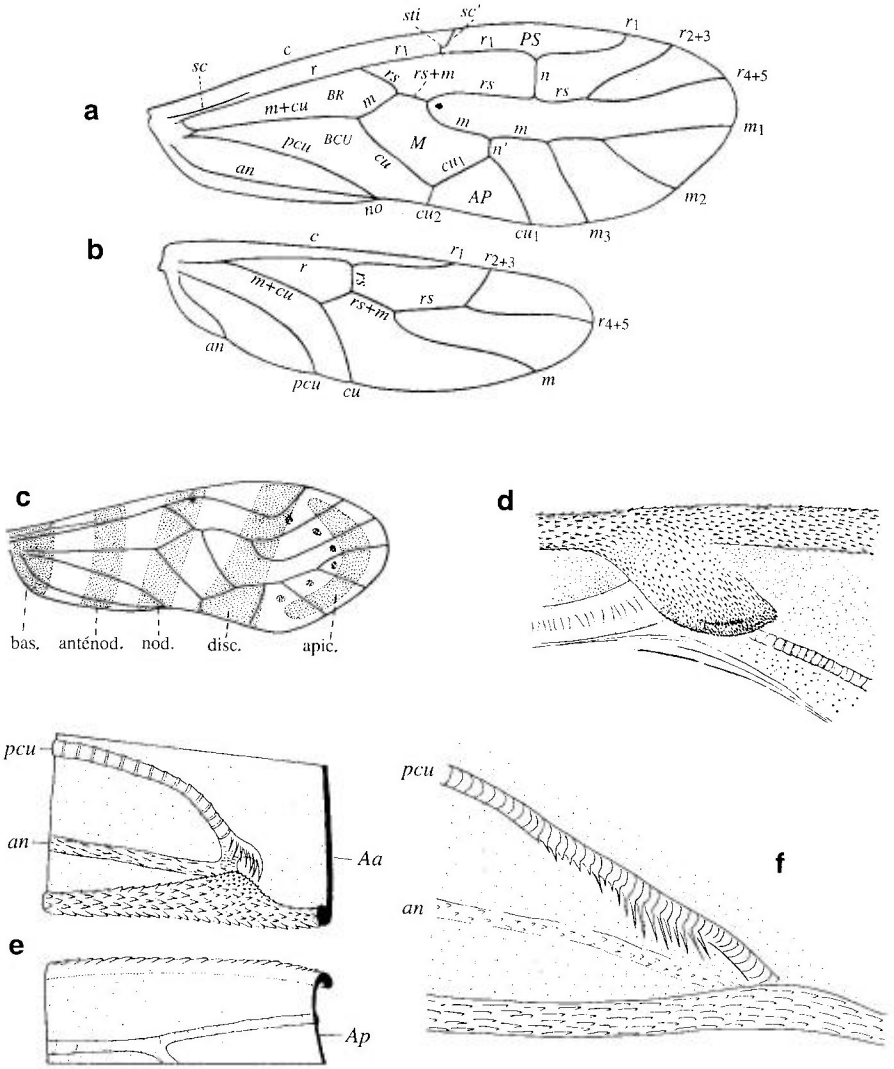 a
sti
sc'
c
r1
r1
PS
r1
r2+3
sc
r
rs
rs+m
rs
n
rs
r4+5
m+cu
BR
m
m
m
m1
pcu
BCU
M
n'
an
cu
cu1
AP
no
cu2
cu1
m3
m2
b
c
r
r1
r2+3
m+cu
rs
rs+m
rs
r4+5
an
pcu
cu
m
c
d
bas.
anténod.
nod.
disc.
apic.
pcu
an
Aa
e
Ap
pcu
an
f